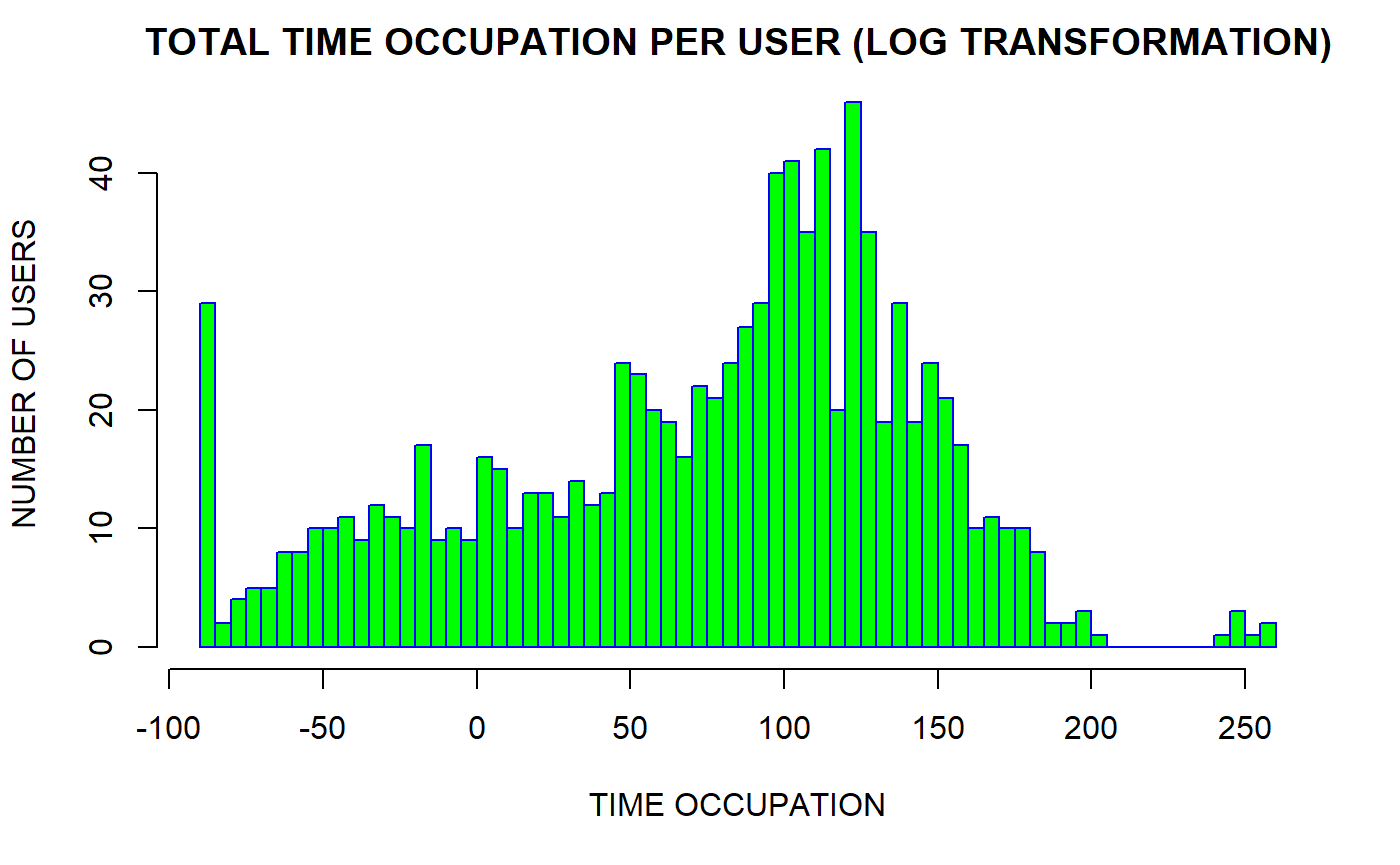 TOTAL TIME OCCUPATION PER USER (LOG TRANSFORMATION)
NUMBER OF USERS
40
30
20
10
0
-100 -50 0 50 100 150 200 250
TIME OCCUPATION